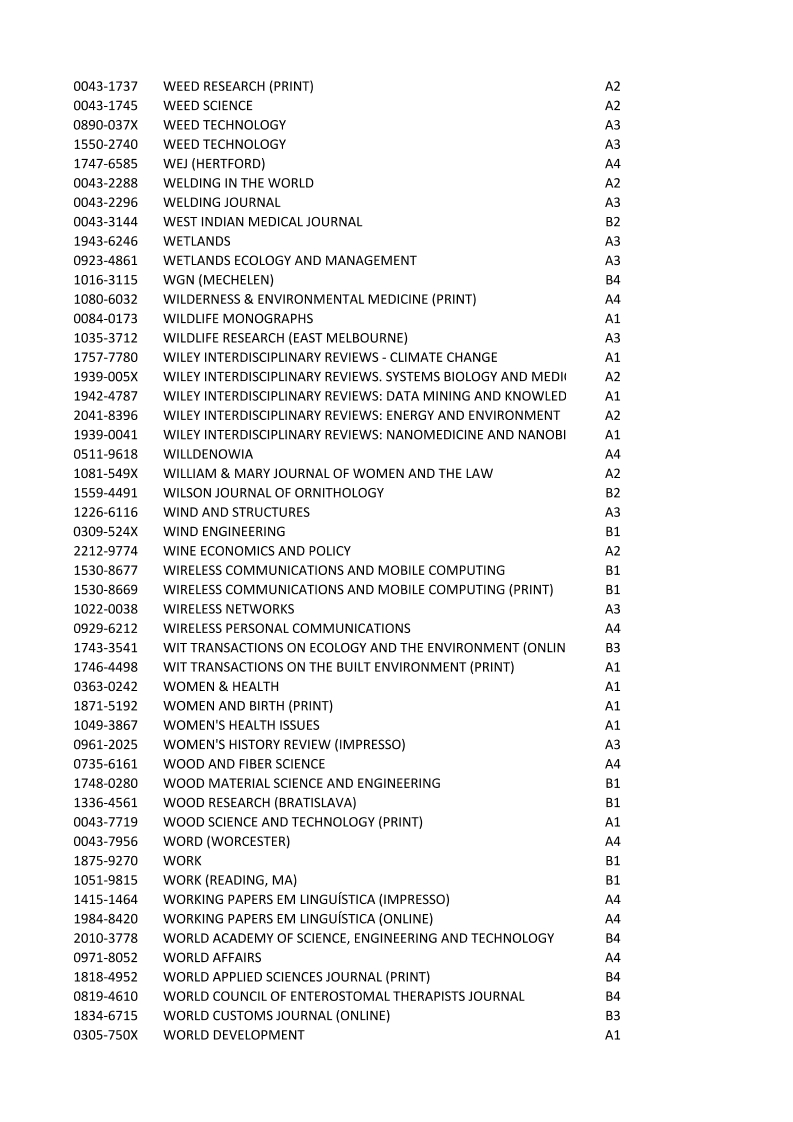 0043-1737 WEED RESEARCH (PRINT) A2
0043-1745 WEED SCIENCE A2
0890-037X WEED TECHNOLOGY A3
1550-2740 WEED TECHNOLOGY A3
1747-6585 WEJ (HERTFORD) A4
0043-2288 WELDING IN THE WORLD A2
0043-2296 WELDING JOURNAL A3
0043-3144 WEST INDIAN MEDICAL JOURNAL B2
1943-6246 WETLANDS A3
0923-4861 WETLANDS ECOLOGY AND MANAGEMENT A3
1016-3115 WGN (MECHELEN) B4
1080-6032 WILDERNESS & ENVIRONMENTAL MEDICINE (PRINT) A4
0084-0173 WILDLIFE MONOGRAPHS A1
1035-3712 WILDLIFE RESEARCH (EAST MELBOURNE) A3
1757-7780 WILEY INTERDISCIPLINARY REVIEWS - CLIMATE CHANGE A1
1939-005X WILEY INTERDISCIPLINARY REVIEWS. SYSTEMS BIOLOGY AND MEDI A2
1942-4787 WILEY INTERDISCIPLINARY REVIEWS: DATA MINING AND KNOWLED A1
2041-8396 WILEY INTERDISCIPLINARY REVIEWS: ENERGY AND ENVIRONMENT A2
1939-0041 WILEY INTERDISCIPLINARY REVIEWS: NANOMEDICINE AND NANOBI A1
0511-9618 WILLDENOWIA A4
1081-549X WILLIAM & MARY JOURNAL OF WOMEN AND THE LAW A2
1559-4491 WILSON JOURNAL OF ORNITHOLOGY B2
1226-6116 WIND AND STRUCTURES A3
0309-524X WIND ENGINEERING B1
2212-9774 WINE ECONOMICS AND POLICY A2
1530-8677 WIRELESS COMMUNICATIONS AND MOBILE COMPUTING B1
1530-8669 WIRELESS COMMUNICATIONS AND MOBILE COMPUTING (PRINT) B1
1022-0038 WIRELESS NETWORKS A3
0929-6212 WIRELESS PERSONAL COMMUNICATIONS A4
1743-3541 WIT TRANSACTIONS ON ECOLOGY AND THE ENVIRONMENT (ONLIN B3
1746-4498 WIT TRANSACTIONS ON THE BUILT ENVIRONMENT (PRINT) A1
0363-0242 WOMEN & HEALTH A1
1871-5192 WOMEN AND BIRTH (PRINT) A1
1049-3867 WOMEN'S HEALTH ISSUES A1
0961-2025 WOMEN'S HISTORY REVIEW (IMPRESSO) A3
0735-6161 WOOD AND FIBER SCIENCE A4
1748-0280 WOOD MATERIAL SCIENCE AND ENGINEERING B1
1336-4561 WOOD RESEARCH (BRATISLAVA) B1
0043-7719 WOOD SCIENCE AND TECHNOLOGY (PRINT) A1
0043-7956 WORD (WORCESTER) A4
1875-9270 WORK B1
1051-9815 WORK (READING, MA) B1
1415-1464 WORKING PAPERS EM LINGUÍSTICA (IMPRESSO) A4
1984-8420 WORKING PAPERS EM LINGUÍSTICA (ONLINE) A4
2010-3778 WORLD ACADEMY OF SCIENCE, ENGINEERING AND TECHNOLOGY B4
0971-8052 WORLD AFFAIRS A4
1818-4952 WORLD APPLIED SCIENCES JOURNAL (PRINT) B4
0819-4610 WORLD COUNCIL OF ENTEROSTOMAL THERAPISTS JOURNAL B4
1834-6715 WORLD CUSTOMS JOURNAL (ONLINE) B3
0305-750X WORLD DEVELOPMENT A1